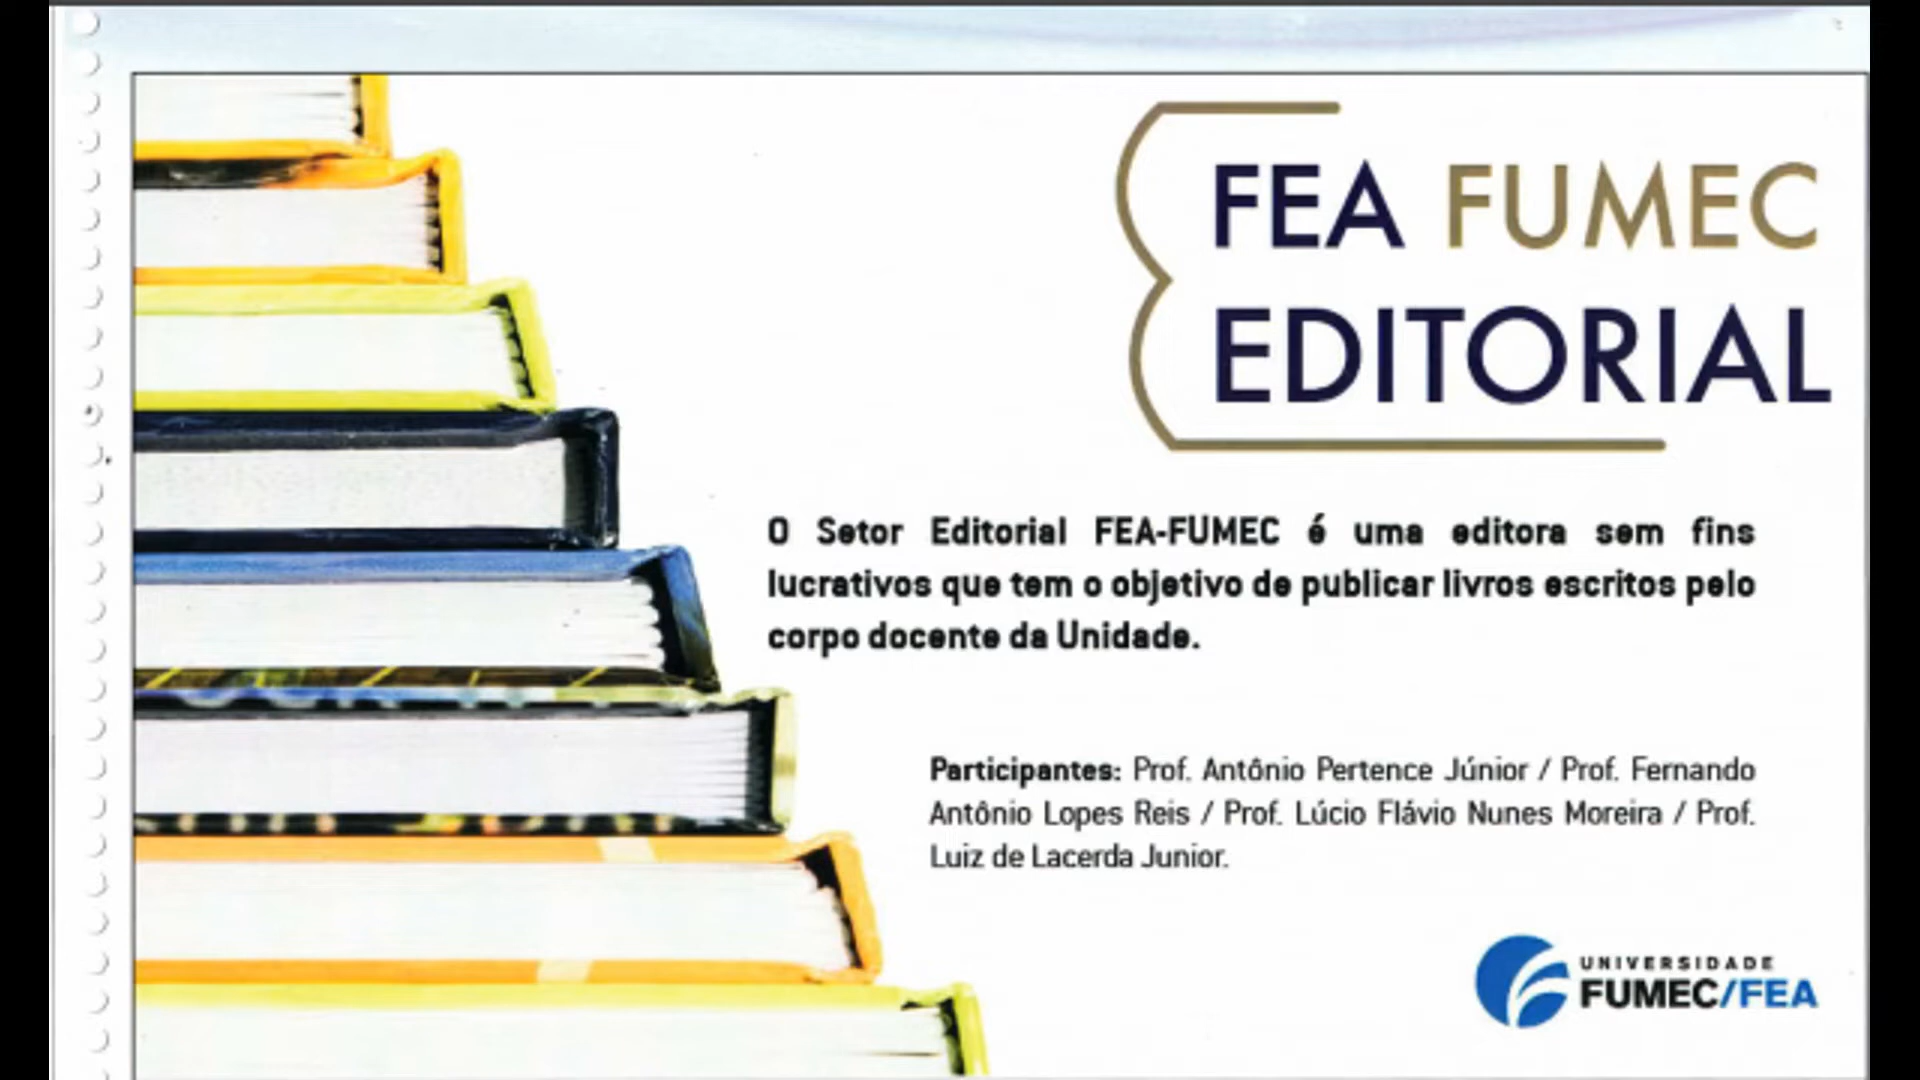 FEA FUMEC
EDITORIAL
O Setor Editorial FEA-FUMEC é uma editora sem fins
lucrativos que tem o objetivo de publicar livros escritos pelo
corpo docente da Unidade.
Participantes: Prof. Antônio Pertence Júnior / Prof. Fernando
Antônio Lopes Reis / Prof. Lúcio Flávio Nunes Moreira / Prof.
Luiz de Lacerda Junior.
UNIVERSIDADE
FUMEC/FEA